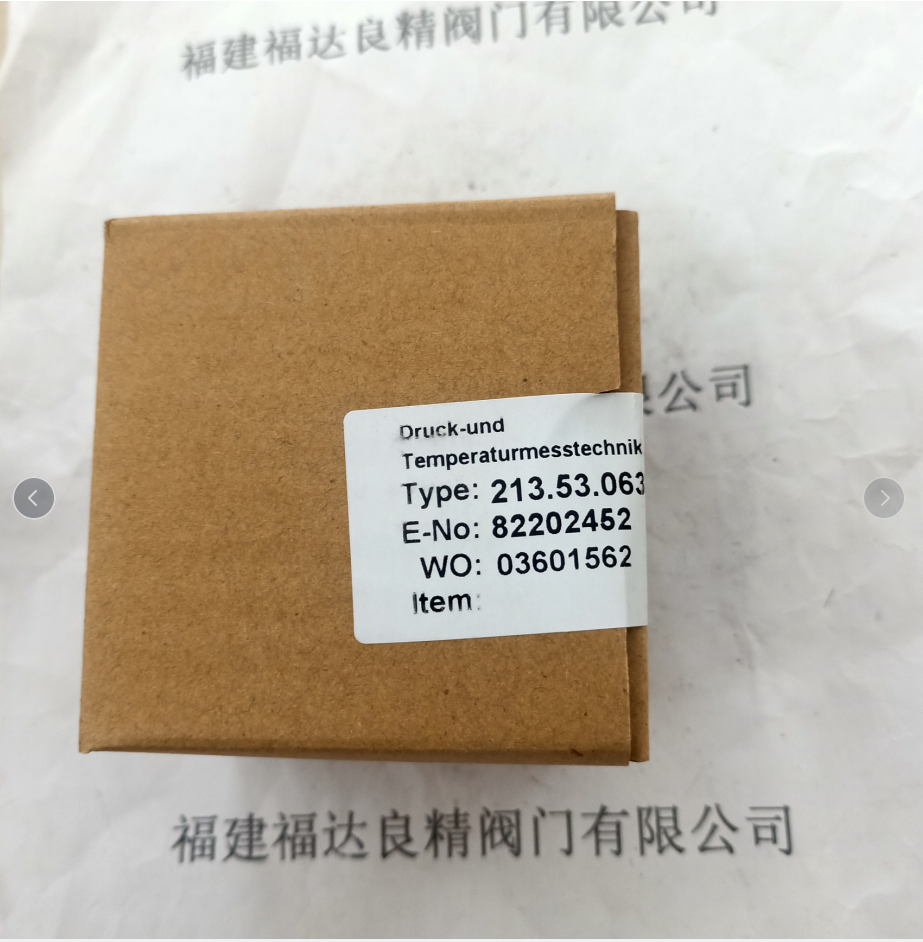 福建福达良精阀门有限公司
限公司
Druck-und
Temperaturmesstechnik
Type: 213.53.063
E-No: 82202452
WO: 03601562
Item:
福建福达良精阀门有限公司